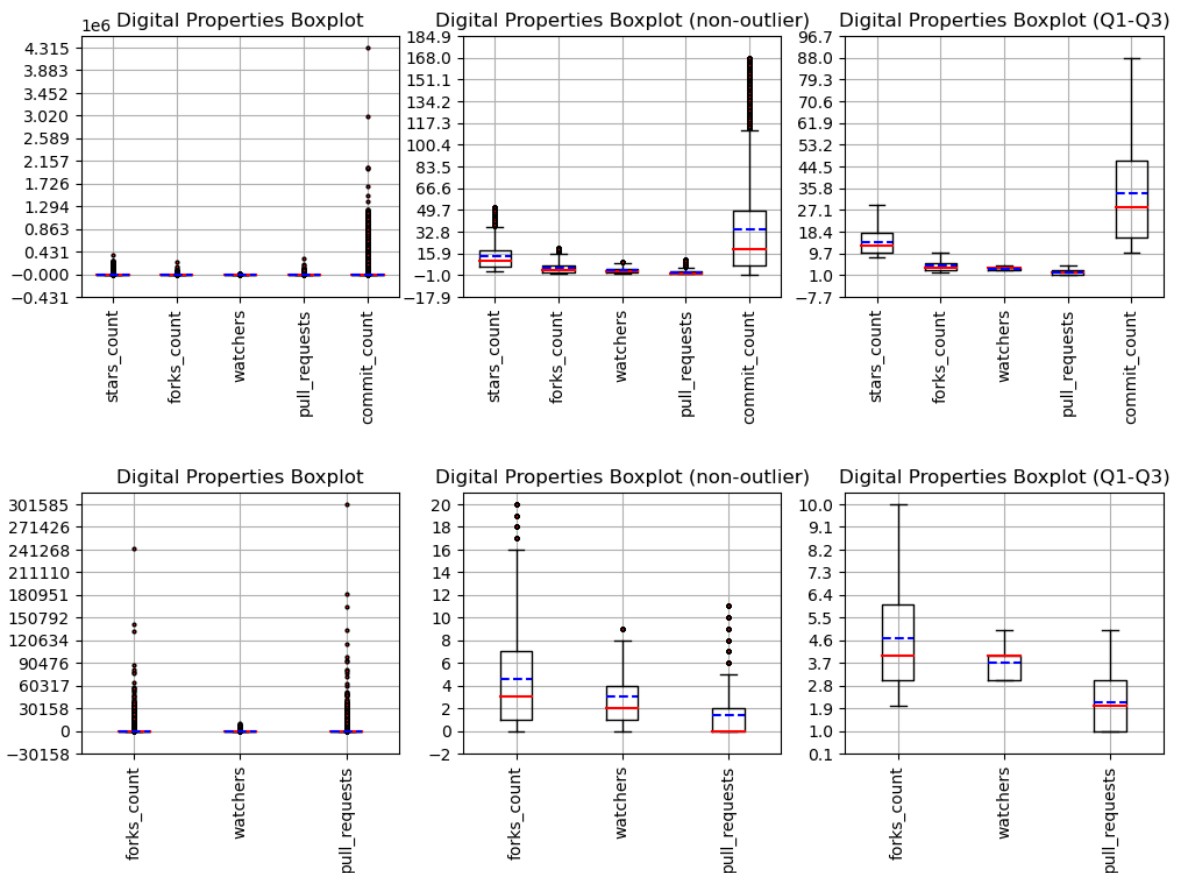 Digital Properties Boxplot
1e6
4.315
3.883
3.452
3.020
2.589
2.157
1.726
1.294
0.863
0.431
−0.000
−0.431
stars_count
forks_count
watchers
pull_requests
commit_count
Digital Properties Boxplot (non-outlier)
184.9
168.0
151.1
134.2
117.3
100.4
83.5
66.6
49.7
32.8
15.9
−1.0
−17.9
stars_count
forks_count
watchers
pull_requests
commit_count
Digital Properties Boxplot (Q1-Q3)
96.7
88.0
79.3
70.6
61.9
53.2
44.5
35.8
27.1
18.4
9.7
1.0
−7.7
stars_count
forks_count
watchers
pull_requests
commit_count
Digital Properties Boxplot
301585
271426
241268
211110
180951
150792
120634
90476
60317
30158
0
−30158
forks_count
watchers
pull_requests
Digital Properties Boxplot (non-outlier)
20
18
16
14
12
10
8
6
4
2
0
−2
forks_count
watchers
pull_requests
Digital Properties Boxplot (Q1-Q3)
10.0
9.1
8.2
7.3
6.4
5.5
4.6
3.7
2.8
1.9
1.0
0.1
forks_count
watchers
pull_requests